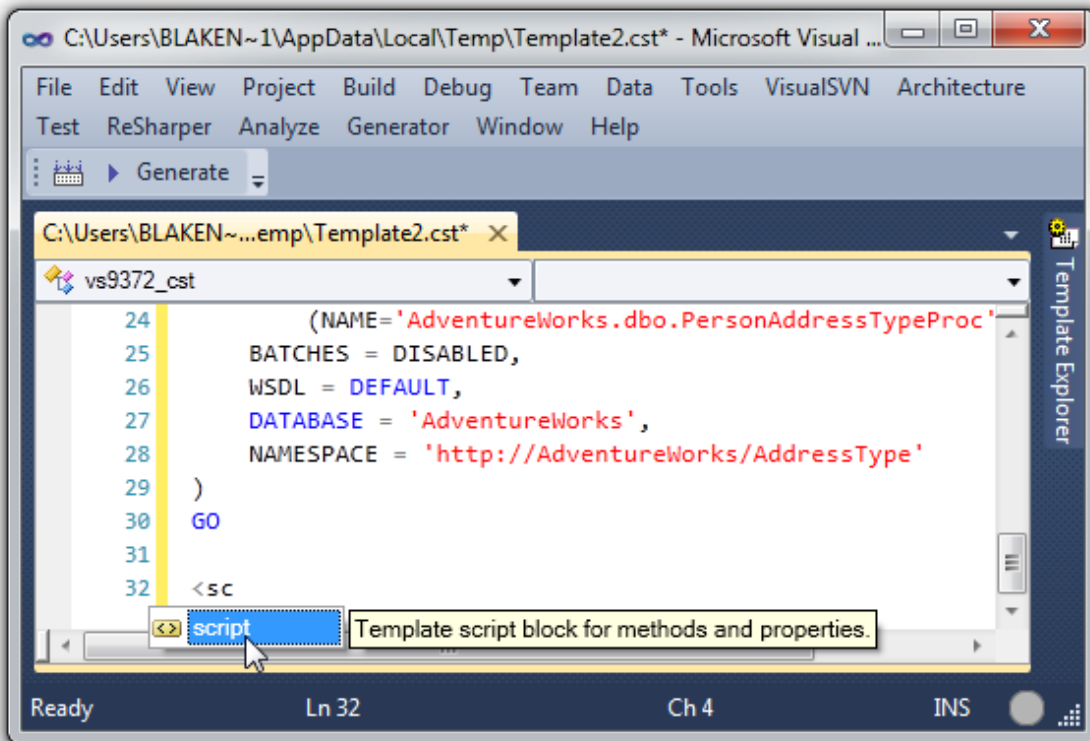 C:\Users\BLAKEN~1\AppData\Local\Temp\Template2.cst* - Microsoft Visual ...
File Edit View Project Build Debug Team Data Tools VisualSVN Architecture
Test ReSharper Analyze Generator Window Help
Generate
C:\Users\BLAKEN~...emp\Template2.cst*
Template Explorer
vs9372_cst
24 (NAME='AdventureWorks.dbo.PersonAddressTypeProc'
25 BATCHES = DISABLED,
26 WSDL = DEFAULT,
27 DATABASE = 'AdventureWorks',
28 NAMESPACE = 'http://AdventureWorks/AddressType'
29 )
30 GO
31
32 <sc
script Template script block for methods and properties.
Ready Ln 32 Ch 4 INS